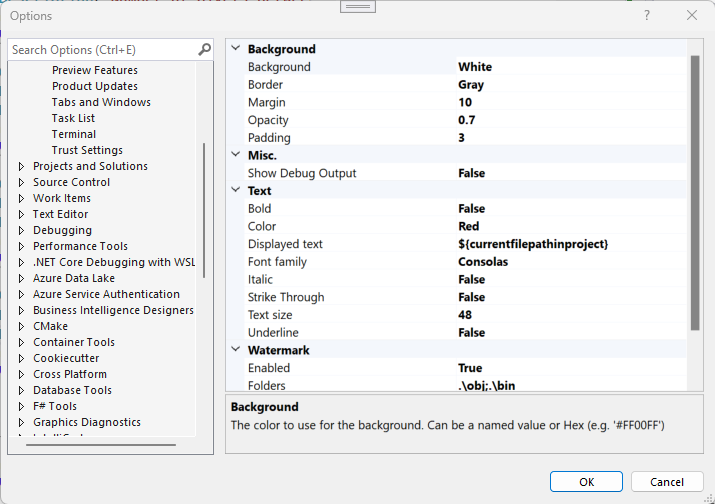 Options
?
Search Options (Ctrl+E)
Preview Features
Product Updates
Tabs and Windows
Task List
Terminal
Trust Settings
Projects and Solutions
Source Control
Work Items
Text Editor
Debugging
Performance Tools
.NET Core Debugging with WSL
Azure Data Lake
Azure Service Authentication
Business Intelligence Designers
CMake
Container Tools
Cookiecutter
Cross Platform
Database Tools
F# Tools
Graphics Diagnostics
Background
Background White
Border Gray
Margin 10
Opacity 0.7
Padding 3
Misc.
Show Debug Output False
Text
Bold False
Color Red
Displayed text ${currentfilepathinproject}
Font family Consolas
Italic False
Strike Through False
Text size 48
Underline False
Watermark
Enabled True
Folders .\obj;.\bin
Background
The color to use for the background. Can be a named value or Hex (e.g. '#FF00FF')
OK Cancel